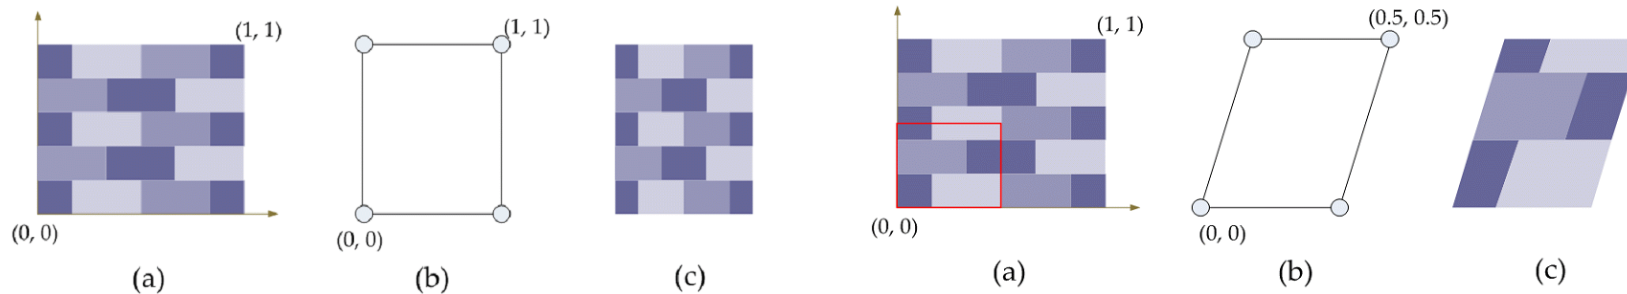 (1, 1)
(1, 1)
(0, 0)
(0, 0)
(a)
(b)
(c)
(1, 1)
(0.5, 0.5)
(0, 0)
(0, 0)
(a)
(b)
(c)